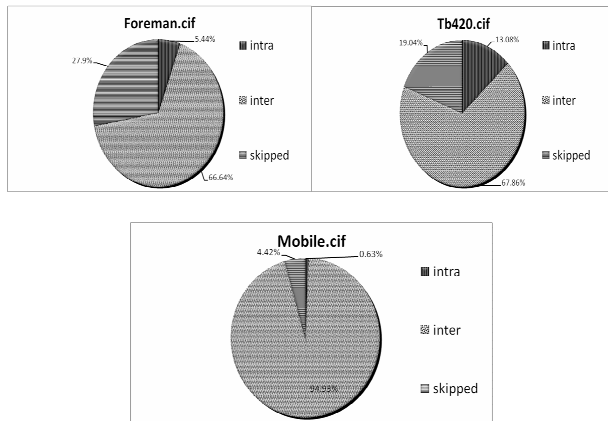 Foreman.cif
5.44%
intra
27.9%
inter
skipped
66.64%
Tb420.cif
19.04%
13.08%
intra
inter
skipped
67.86%
Mobile.cif
4.42%
0.63%
intra
inter
94.93%
skipped